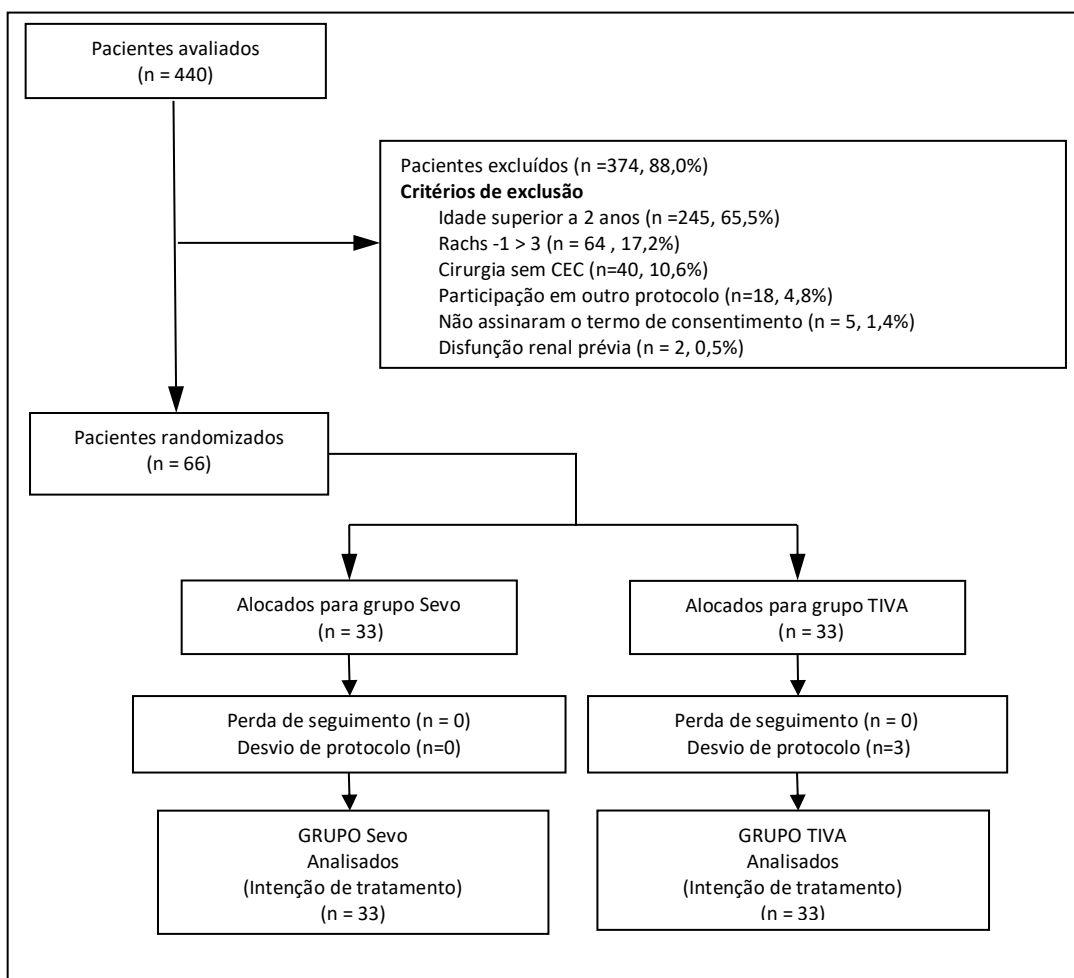 Pacientes avaliados
(n = 440)
Pacientes excluídos (n =374, 88,0%)
Critérios de exclusão
Idade superior a 2 anos (n =245, 65,5%)
Rachs -1 > 3 (n = 64 , 17,2%)
Cirurgia sem CEC (n=40, 10,6%)
Participação em outro protocolo (n=18, 4,8%)
Não assinaram o termo de consentimento (n = 5, 1,4%)
Disfunção renal prévia (n = 2, 0,5%)
Pacientes randomizados
(n = 66)
Alocados para grupo Sevo
(n = 33)
Alocados para grupo TIVA
(n = 33)
Perda de seguimento (n = 0)
Desvio de protocolo (n=0)
Perda de seguimento (n = 0)
Desvio de protocolo (n=3)
GRUPO Sevo
Analisados
(Intenção de tratamento)
(n = 33)
GRUPO TIVA
Analisados
(Intenção de tratamento)
(n = 33)